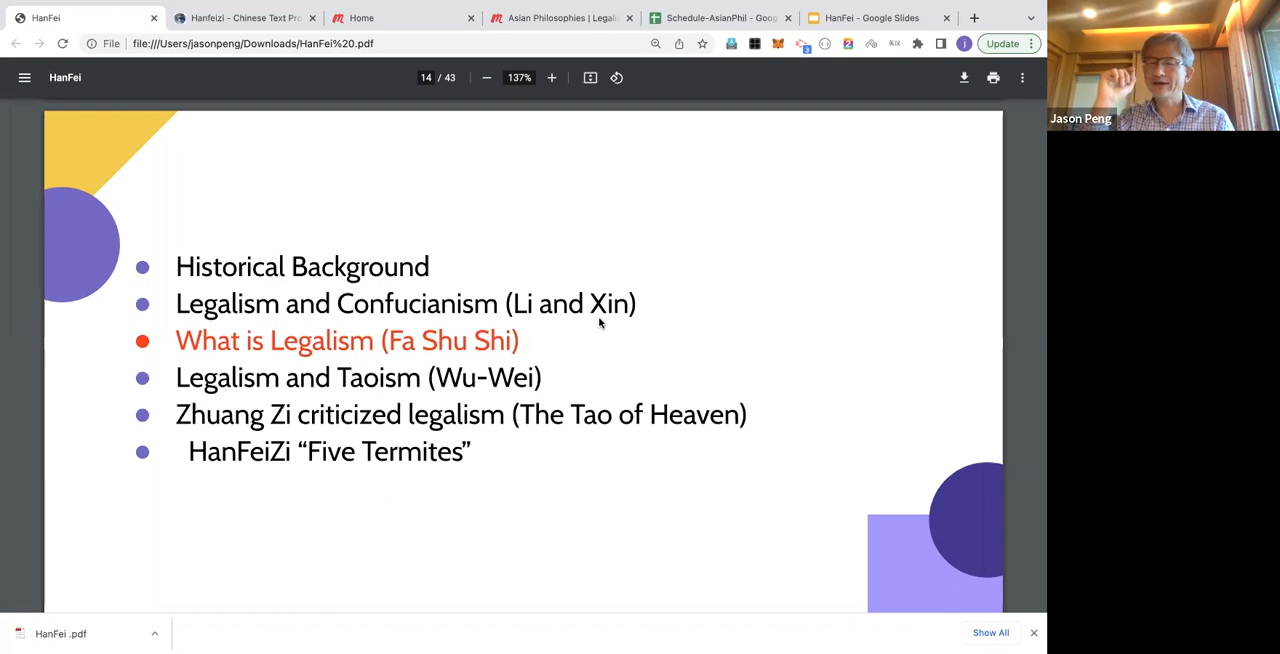 HanFei
Hanfeizi - Chinese Text Pro
Home
Asian Philosophies | Legali
Schedule-AsianPhil - Goog
HanFei - Google Slides
File
file:///Users/jasonpeng/Downloads/HanFei%20.pdf
Update
HanFei
14 / 43
137%
Jason Peng
Historical Background
Legalism and Confucianism (Li and Xin)
What is Legalism (Fa Shu Shi)
Legalism and Taoism (Wu-Wei)
Zhuang Zi criticized legalism (The Tao of Heaven)
HanFeiZi “Five Termites”
HanFei .pdf
Show All